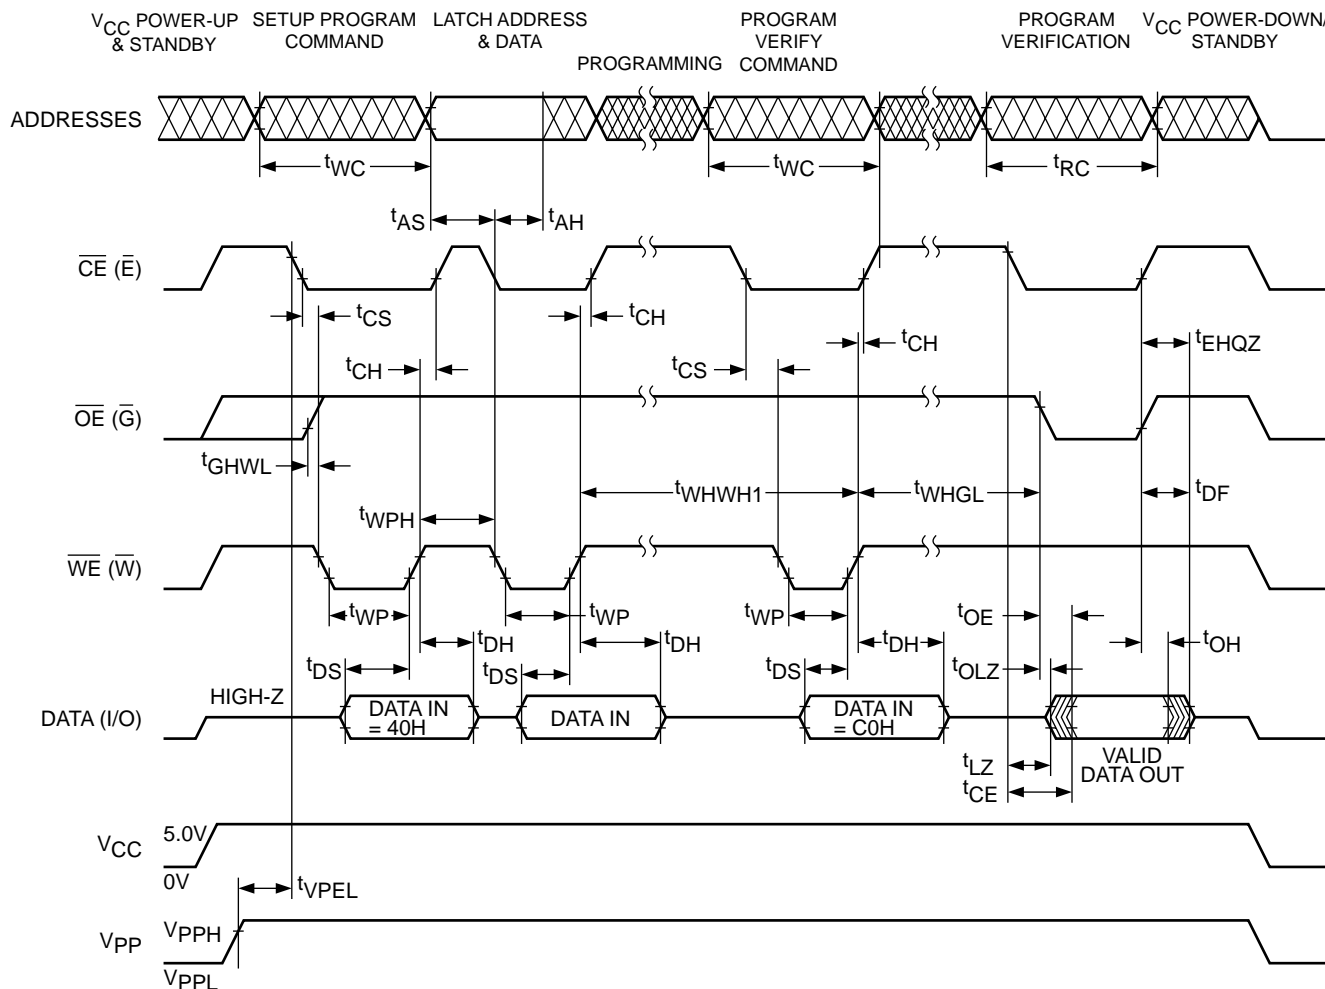 VCC POWER-UP
& STANDBY
SETUP PROGRAM
COMMAND
LATCH ADDRESS
& DATA
PROGRAMMING
PROGRAM
VERIFY
COMMAND
PROGRAM
VERIFICATION
VCC POWER-DOWN/
STANDBY
ADDRESSES
tWC
tWC
tRC
tAS
tAH
CE (E)
tCS
tCH
tCH
tCS
tCH
tEHQZ
OE (G)
tGHWL
tWPH
tWHWH1
tWHGL
tDF
WE (W)
tWP
tWP
tWP
tOE
tDH
tDH
tDH
tOH
tDS
tDS
tDS
tOLZ
DATA (I/O)
HIGH-Z
DATA IN
= 40H
DATA IN
DATA IN
= C0H
VALID
DATA OUT
tLZ
tCE
VCC
5.0V
0V
tVPEL
VPP
VPPH
VPPL